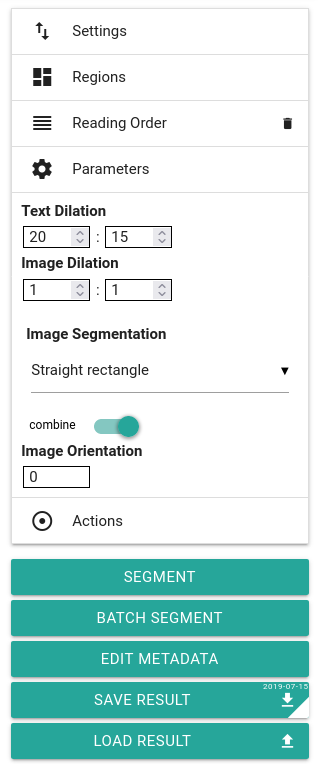 Settings
Regions
Reading Order
Parameters
Text Dilation
20 : 15
Image Dilation
1 : 1
Image Segmentation
Straight rectangle
combine
Image Orientation
0
Actions
SEGMENT
BATCH SEGMENT
EDIT METADATA
2019-07-15
SAVE RESULT
LOAD RESULT